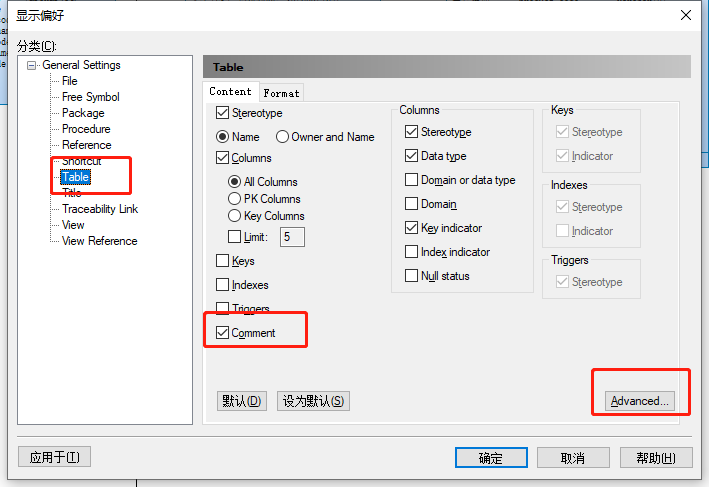 显示偏好
分类(C):
General Settings
File
Free Symbol
Package
Procedure
Reference
Shortcut
Table
Title
Traceability Link
View
View Reference
Table
Content
Format
Stereotype
Name
Owner and Name
Columns
All Columns
PK Columns
Key Columns
Limit:
5
Keys
Indexes
Triggers
Comment
Columns
Stereotype
Data type
Domain or data type
Domain
Key indicator
Index indicator
Null status
Keys
Stereotype
Indicator
Indexes
Stereotype
Indicator
Triggers
Stereotype
默认(D)
设为默认(S)
Advanced...
应用于(T)
确定
取消
帮助(H)